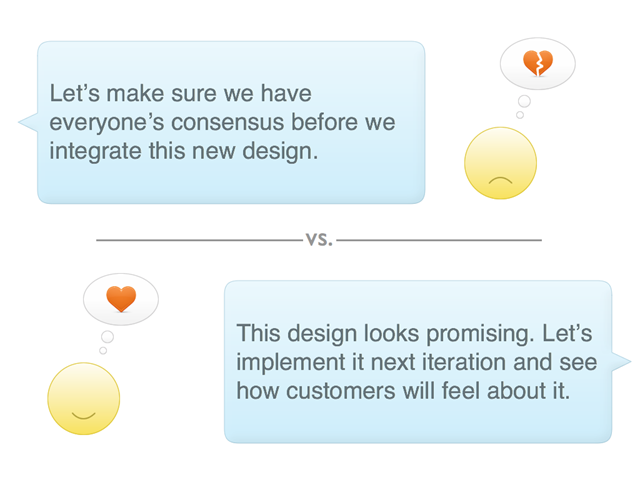 Let’s make sure we have
everyone’s consensus before we
integrate this new design.
vs.
This design looks promising. Let’s
implement it next iteration and see
how customers will feel about it.